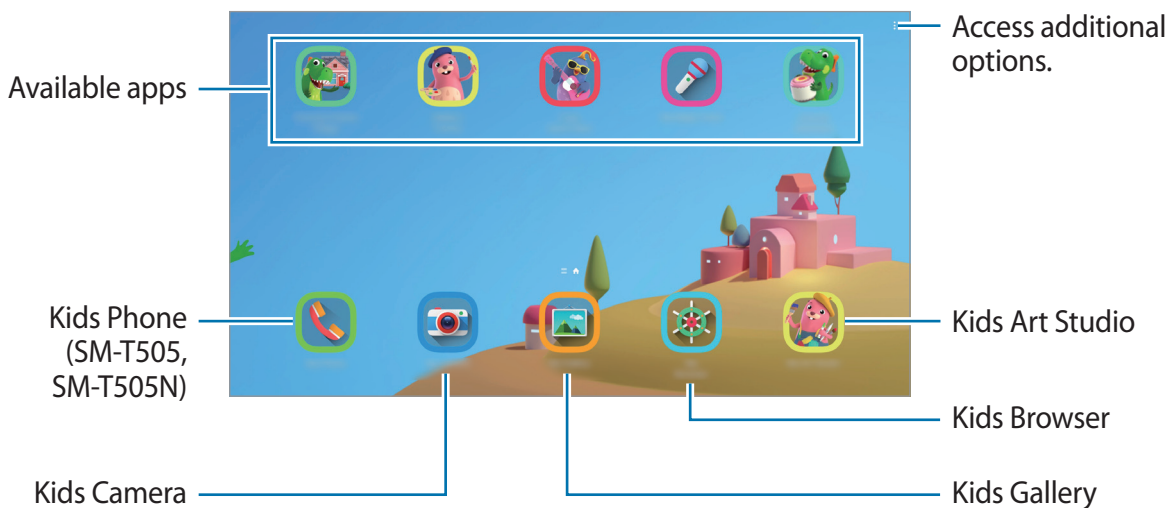 Access additional
options.
Available apps
Kids Phone
(SM-T505,
SM-T505N)
Kids Art Studio
Kids Browser
Kids Camera
Kids Gallery